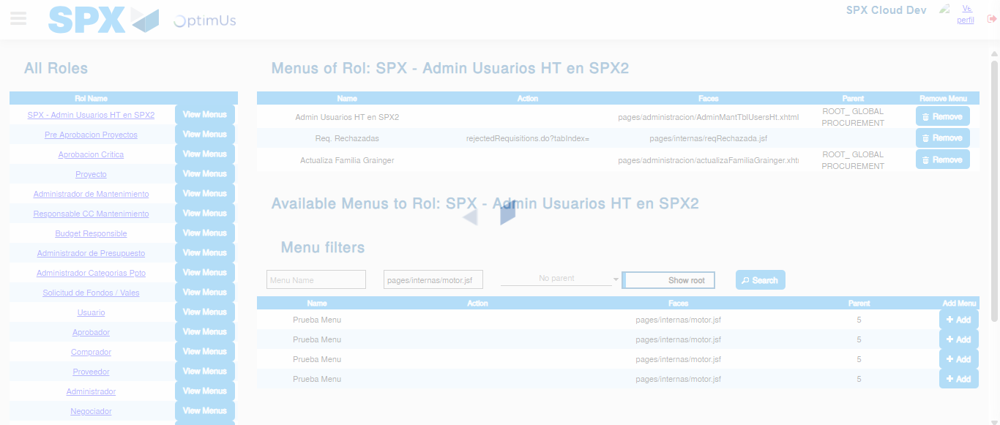 SPX OptimUs
SPX Cloud Dev
Ve
perfil
All Roles
Rol Name
SPX - Admin Usuarios HT en SPX2 View Menus
Pre Aprobacion Proyectos View Menus
Aprobacion Critica View Menus
Proyecto View Menus
Administrador de Mantenimiento View Menus
Responsable CC Mantenimiento View Menus
Budget Responsible View Menus
Administrador de Presupuesto View Menus
Administrador Categorias Ppto View Menus
Solicitud de Fondos / Vales View Menus
Usuario View Menus
Aprobador View Menus
Comprador View Menus
Proveedor View Menus
Administrador View Menus
Negociador View Menus
Menus of Rol: SPX - Admin Usuarios HT en SPX2
Name Action Faces Parent Remove Menu
Admin Usuarios HT en SPX2 pages/administracion/AdminMantTblUsersHt.xhtml ROOT_ GLOBAL PROCUREMENT Remove
Req. Rechazadas rejectedRequisitions.do?tabIndex= pages/internas/reqRechazada.jsf Remove
Actualiza Familia Grainger pages/administracion/actualizaFamiliaGrainger.xht ROOT_ GLOBAL PROCUREMENT Remove
Available Menus to Rol: SPX - Admin Usuarios HT en SPX2
Menu filters
Menu Name pages/internas/motor.jsf No parent Show root Search
Name Action Faces Parent Add Menu
Prueba Menu pages/internas/motor.jsf 5 Add
Prueba Menu pages/internas/motor.jsf 5 Add
Prueba Menu pages/internas/motor.jsf 5 Add
Prueba Menu pages/internas/motor.jsf 5 Add